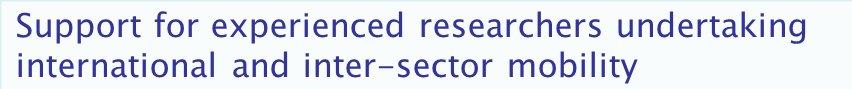 Support for experienced researchers undertaking
international and inter-sector mobility